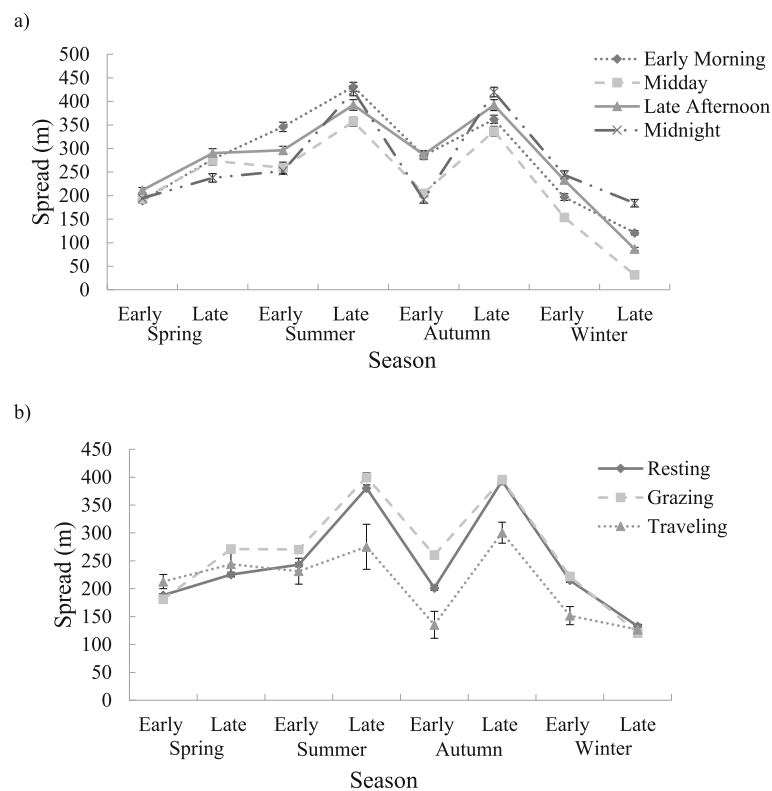 a)
500
450
400
350
300
250
200
150
100
50
0
Spread (m)
Early Morning
Midday
Late Afternoon
Midnight
Early Late Early Late Early Late Early Late
Spring Summer Autumn Winter
Season
b)
450
400
350
300
250
200
150
100
50
0
Spread (m)
Resting
Grazing
Traveling
Early Late Early Late Early Late Early Late
Spring Summer Autumn Winter
Season